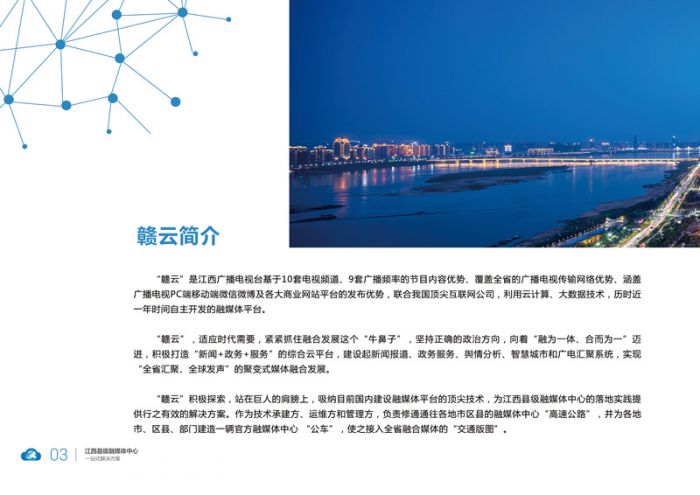 赣云简介
“赣云”是江西广播电视台基于10套电视频道、9套广播频率的节目内容优势、覆盖全省的广播电视传输网络优势、涵盖
广播电视PC端移动端微信微博及各大商业网站平台的发布优势，联合我国顶尖互联网公司，利用云计算、大数据技术，历时近
一年时间自主开发的融媒体平台。
“赣云”，适应时代需要，紧紧抓住融合发展这个“牛鼻子”，坚持正确的政治方向，向着“融为一体、合而为一”迈
进，积极打造“新闻+政务+服务”的综合云平台，建设起新闻报道、政务服务、舆情分析、智慧城市和广电汇聚系统，实现
“全省汇聚、全球发声”的聚变式媒体融合发展。
“赣云”积极探索，站在巨人的肩膀上，吸纳目前国内建设融媒体平台的顶尖技术，为江西县级融媒体中心的落地实践提
供行之有效的解决方案。作为技术承建方、运维方和管理方，负责修通通往各地市区县的融媒体中心“高速公路”，并为各地
市、区县、部门建造一辆官方融媒体中心 “公车”，使之接入全省融合媒体的“交通版图”。
03
江西县级融媒体中心
一站式解决方案